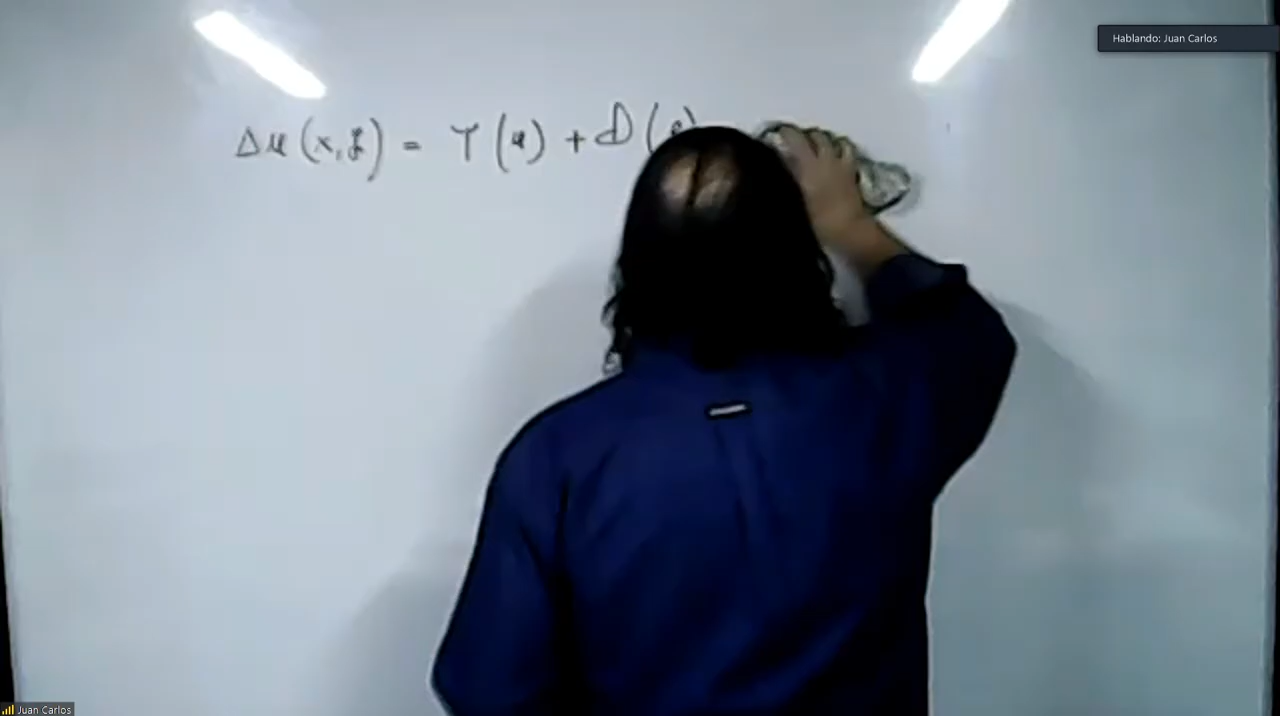 Hablando: Juan Carlos
Δu(x,z) = T(u) + D(
Juan Carlos